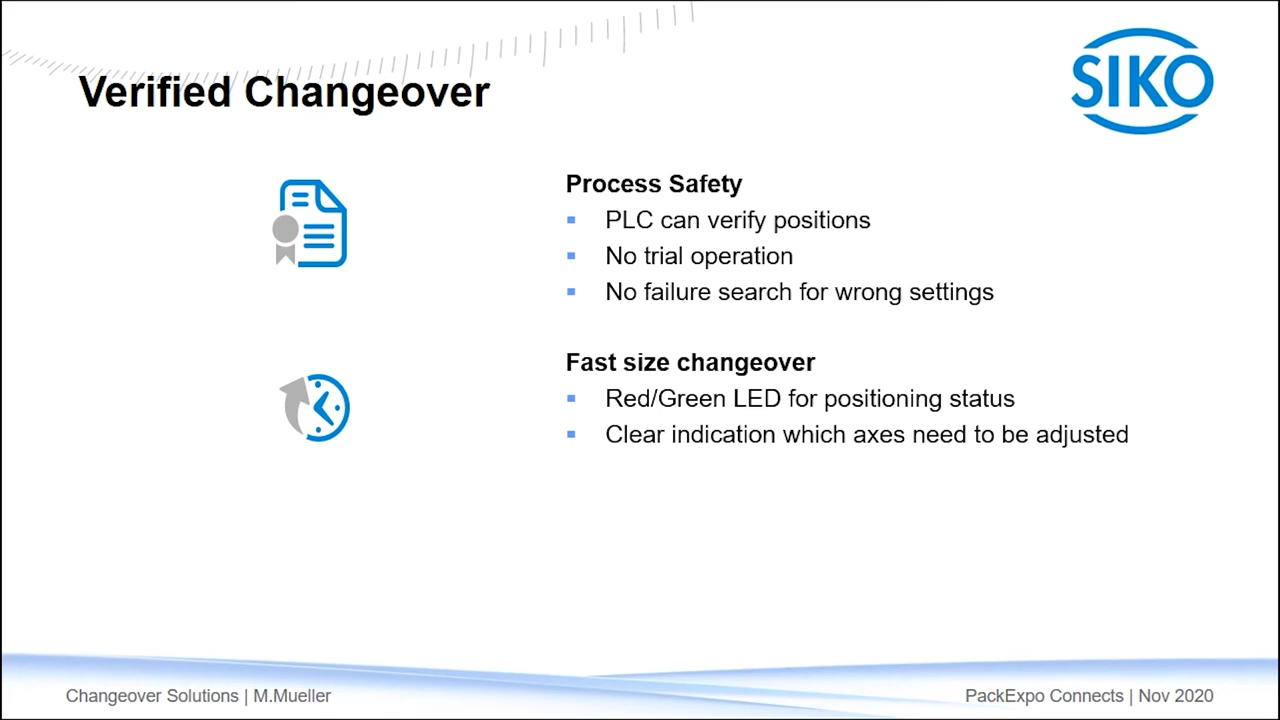 Verified Changeover
SIKO
Process Safety
PLC can verify positions
No trial operation
No failure search for wrong settings
Fast size changeover
Red/Green LED for positioning status
Clear indication which axes need to be adjusted
Changeover Solutions | M.Mueller
PackExpo Connects | Nov 2020